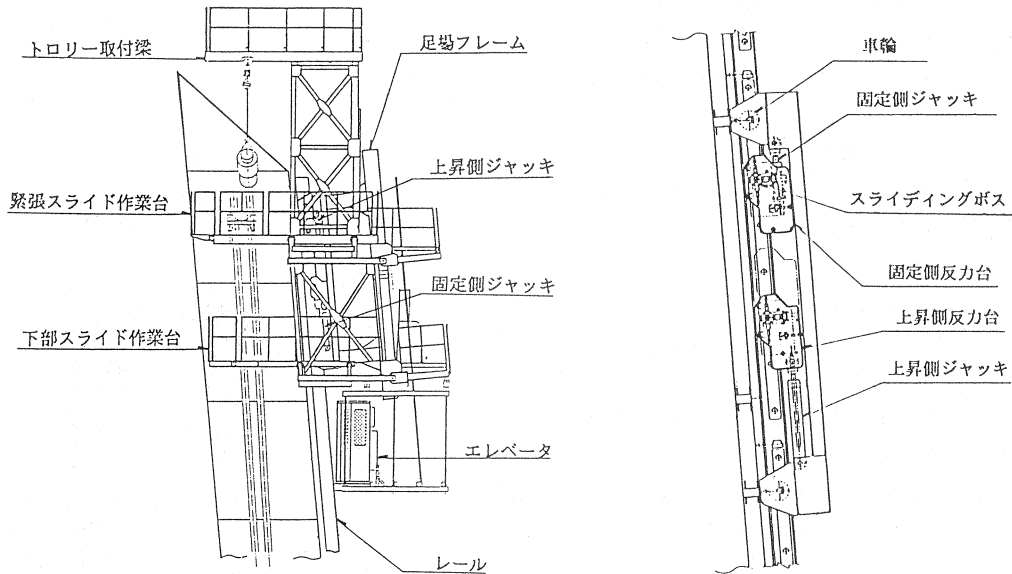 トロリー取付梁
足場フレーム
上昇側ジャッキ
緊張スライド作業台
固定側ジャッキ
下部スライド作業台
エレベータ
レール
車輪
固定側ジャッキ
スライディングボス
固定側反力台
上昇側反力台
上昇側ジャッキ